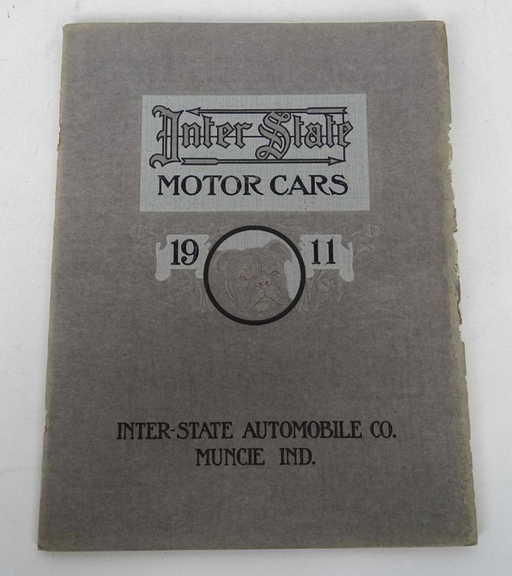 Inter State
MOTOR CARS
19 11
INTER-STATE AUTOMOBILE CO.
MUNCIE IND.